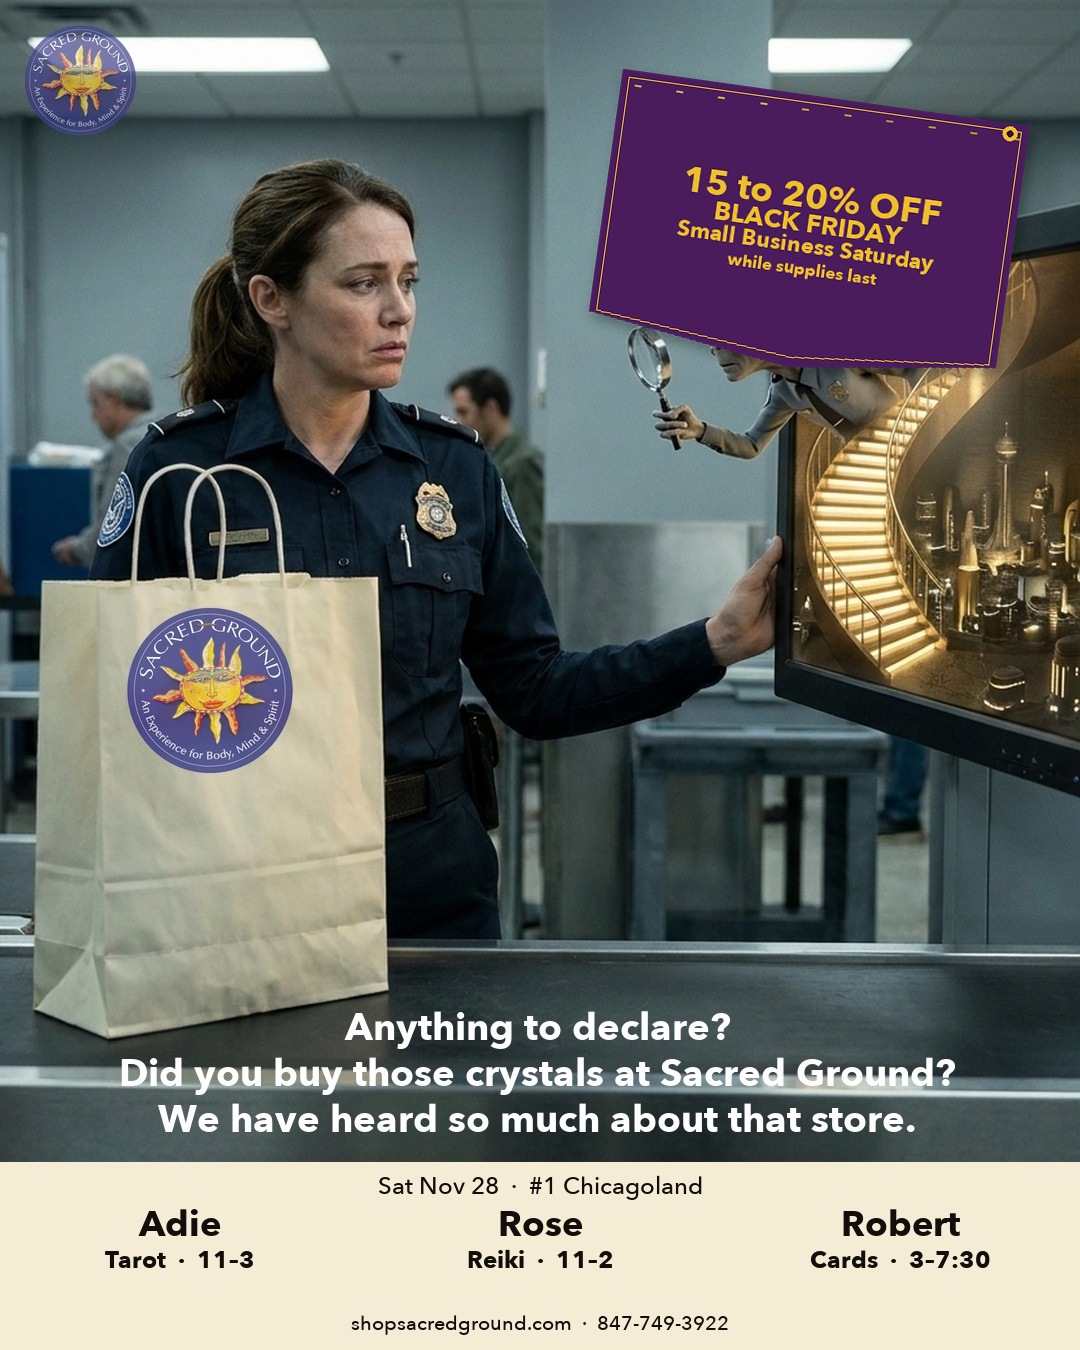 SACRED GROUND
· An Experience for Body, Mind & Spirit ·
15 to 20% OFF
BLACK FRIDAY
Small Business Saturday
while supplies last
SACRED GROUND
· An Experience for Body, Mind & Spirit ·
Anything to declare?
Did you buy those crystals at Sacred Ground?
We have heard so much about that store.
Sat Nov 28 · #1 Chicagoland
Adie
Tarot · 11–3
Rose
Reiki · 11–2
Robert
Cards · 3–7:30
shopsacredground.com · 847-749-3922